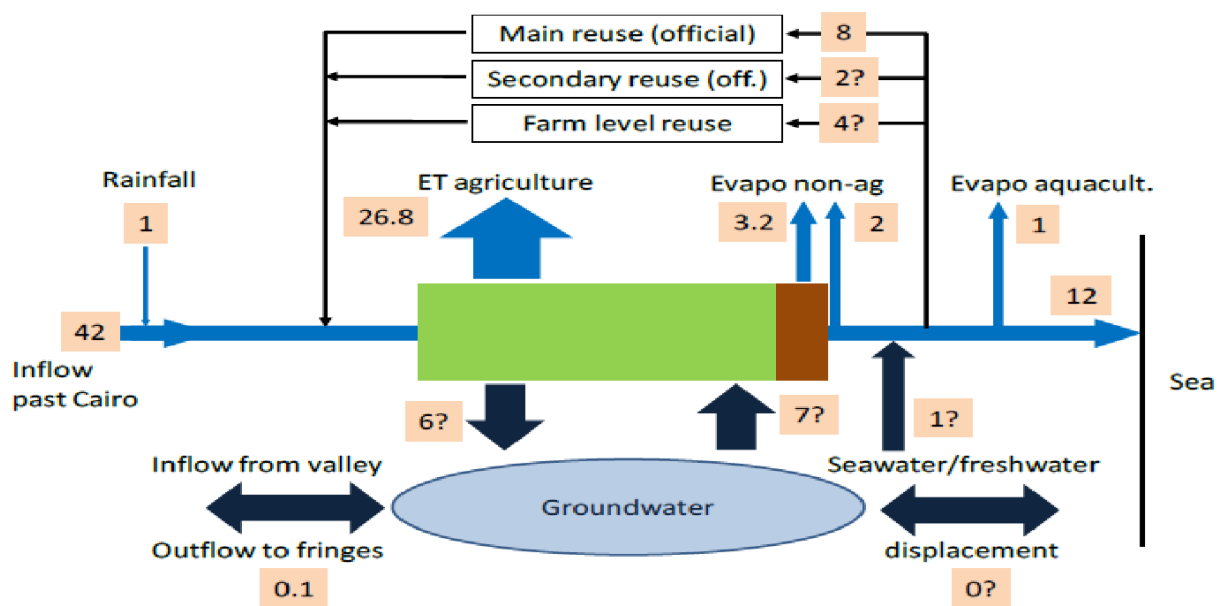 Main reuse (official)
8
Secondary reuse (off.)
2?
Farm level reuse
4?
Rainfall
1
ET agriculture
26.8
Evapo non-ag
3.2
2
Evapo aquacult.
1
12
42
Inflow
past Cairo
Sea
6?
7?
1?
Inflow from valley
Outflow to fringes
0.1
Groundwater
Seawater/freshwater
displacement
0?